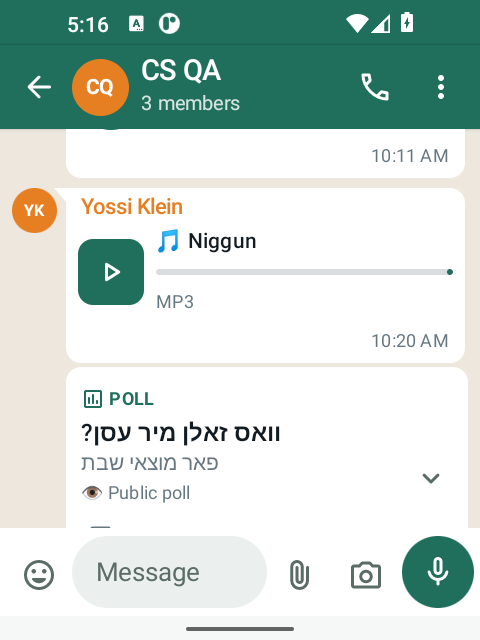 5:16
CS QA
CQ
3 members
10:11 AM
YK
Yossi Klein
🎵 Niggun
MP3
10:20 AM
POLL
וואס זאלן מיר עסן?
פאר מוצאי שבת
👁 Public poll
Message